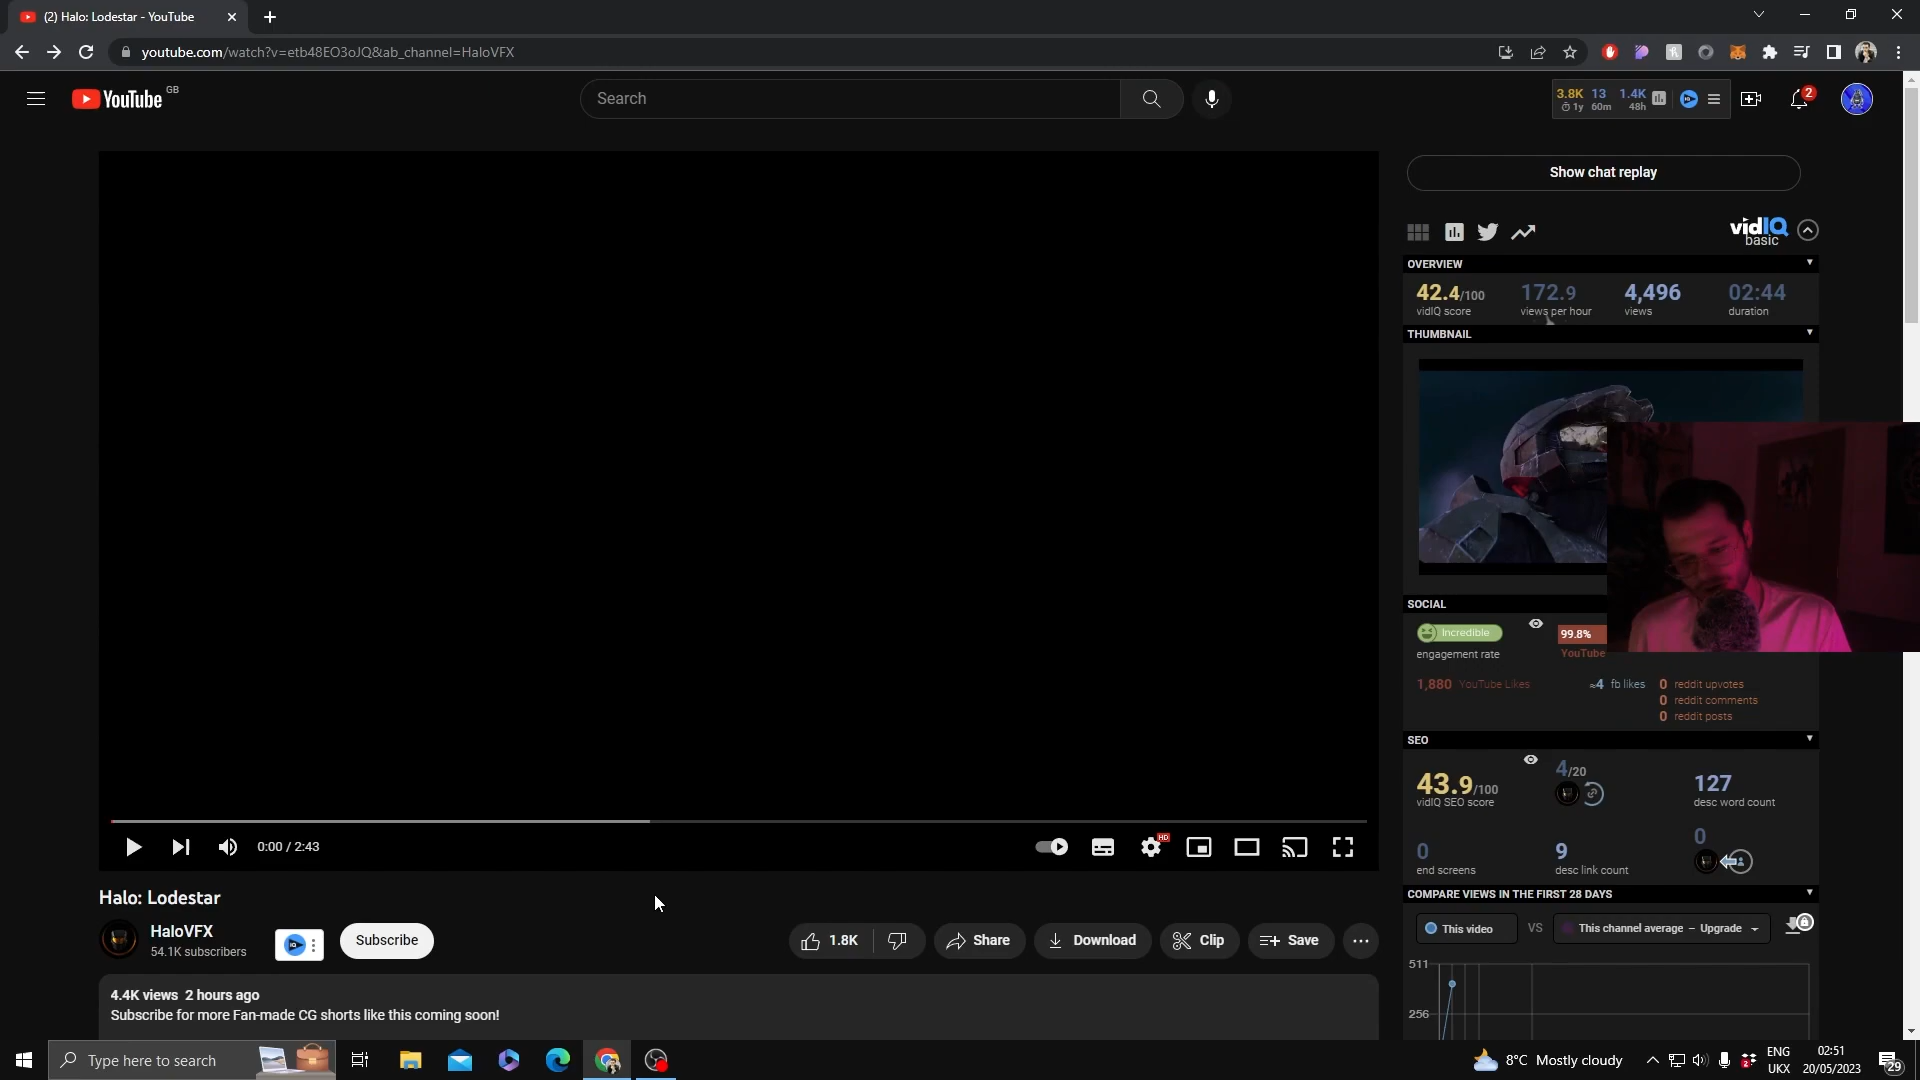 (2) Halo: Lodestar - YouTube
youtube.com/watch?v=etb48EO3oJQ&ab_channel=HaloVFX
YouTube GB
Search
3.8K 13 1.4K
1y 60m 48h
2
Show chat replay
vidIQ
basic
OVERVIEW
42.4/100 172.9 4,496 02:44
vidIQ score views per hour views duration
THUMBNAIL
SOCIAL
Incredible 99.8%
engagement rate YouTube
1,880 YouTube Likes ≈4 fb likes 0 reddit upvotes
0 reddit comments
0 reddit posts
SEO
43.9/100 4/20 127
vidIQ SEO score desc word count
0 9 0
end screens desc link count
COMPARE VIEWS IN THE FIRST 28 DAYS
This video VS This channel average – Upgrade
511
256
HD
0:00 / 2:43
Halo: Lodestar
HaloVFX
54.1K subscribers
IQ
Subscribe
1.8K
Share
Download
Clip
Save
4.4K views 2 hours ago
Subscribe for more Fan-made CG shorts like this coming soon!
Type here to search
8°C Mostly cloudy
ENG
UKX
02:51
20/05/2023
29